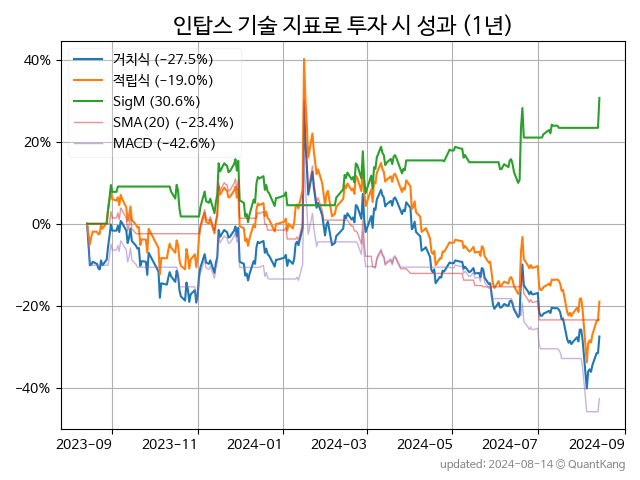 인탑스 기술 지표로 투자 시 성과 (1년)
40%
20%
0%
−20%
−40%
거치식 (−27.5%)
적립식 (−19.0%)
SigM (30.6%)
SMA(20) (−23.4%)
MACD (−42.6%)
2023−09 2023−11 2024−01 2024−03 2024−05 2024−07 2024−09
updated: 2024−08−14 © QuantKang